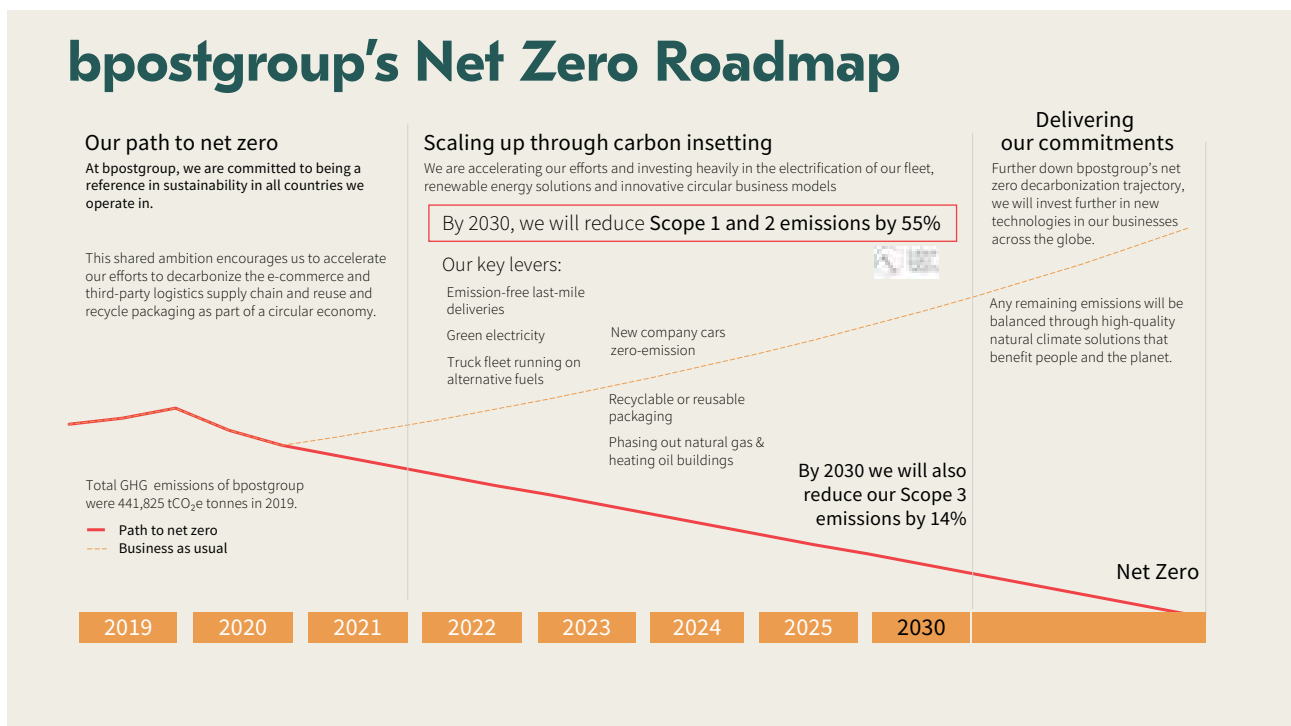 bpostgroup's Net Zero Roadmap
Our path to net zero
At bpostgroup, we are committed to being a
reference in sustainability in all countries we
operate in.
This shared ambition encourages us to accelerate
our efforts to decarbonize the e-commerce and
third-party logistics supply chain and reuse and
recycle packaging as part of a circular economy.
Total GHG emissions of bpostgroup
were 441,825 tCO₂e tonnes in 2019.
Path to net zero
Business as usual
Scaling up through carbon insetting
We are accelerating our efforts and investing heavily in the electrification of our fleet,
renewable energy solutions and innovative circular business models
By 2030, we will reduce Scope 1 and 2 emissions by 55%
Our key levers:
Emission-free last-mile
deliveries
Green electricity
Truck fleet running on
alternative fuels
New company cars
zero-emission
Recyclable or reusable
packaging
Phasing out natural gas &
heating oil buildings
By 2030 we will also
reduce our Scope 3
emissions by 14%
Delivering
our commitments
Further down bpostgroup's net
zero decarbonization trajectory,
we will invest further in new
technologies in our businesses
across the globe.
Any remaining emissions will be
balanced through high-quality
natural climate solutions that
benefit people and the planet.
Net Zero
2019 2020 2021 2022 2023 2024 2025 2030